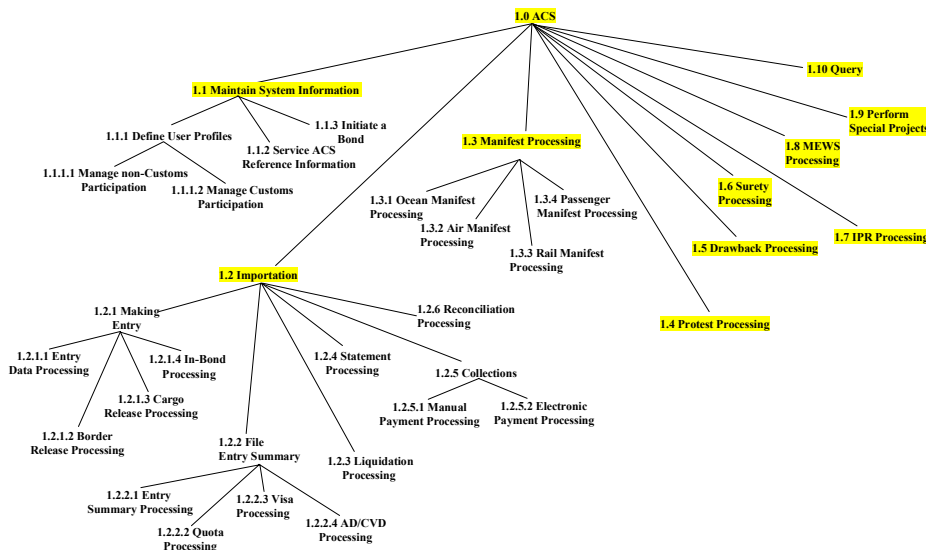 1.0 ACS
1.10 Query
1.1 Maintain System Information
1.9 Perform
Special Projects
1.1.3 Initiate a
Bond
1.1.1 Define User Profiles
1.3 Manifest Processing
1.8 MEWS
Processing
1.1.2 Service ACS
Reference Information
1.1.1.1 Manage non-Customs
Participation
1.1.1.2 Manage Customs
Participation
1.6 Surety
Processing
1.3.1 Ocean Manifest
Processing
1.3.4 Passenger
Manifest Processing
1.3.2 Air Manifest
Processing
1.7 IPR Processing
1.5 Drawback Processing
1.3.3 Rail Manifest
Processing
1.2 Importation
1.2.1 Making
Entry
1.2.6 Reconciliation
Processing
1.4 Protest Processing
1.2.1.1 Entry
Data Processing
1.2.1.4 In-Bond
Processing
1.2.4 Statement
Processing
1.2.5 Collections
1.2.1.3 Cargo
Release Processing
1.2.5.1 Manual
Payment Processing
1.2.5.2 Electronic
Payment Processing
1.2.1.2 Border
Release Processing
1.2.2 File
Entry Summary
1.2.3 Liquidation
Processing
1.2.2.1 Entry
Summary Processing
1.2.2.3 Visa
Processing
1.2.2.2 Quota
Processing
1.2.2.4 AD/CVD
Processing